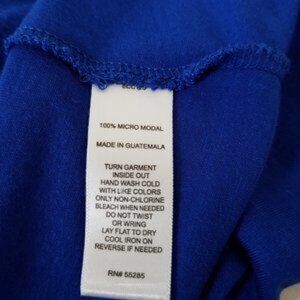 100% MICRO MODAL
MADE IN GUATEMALA
TURN GARMENT
INSIDE OUT
HAND WASH COLD
WITH LIKE COLORS
ONLY NON-CHLORINE
BLEACH WHEN NEEDED
DO NOT TWIST
OR WRING
LAY FLAT TO DRY
COOL IRON ON
REVERSE IF NEEDED
RN# 55285